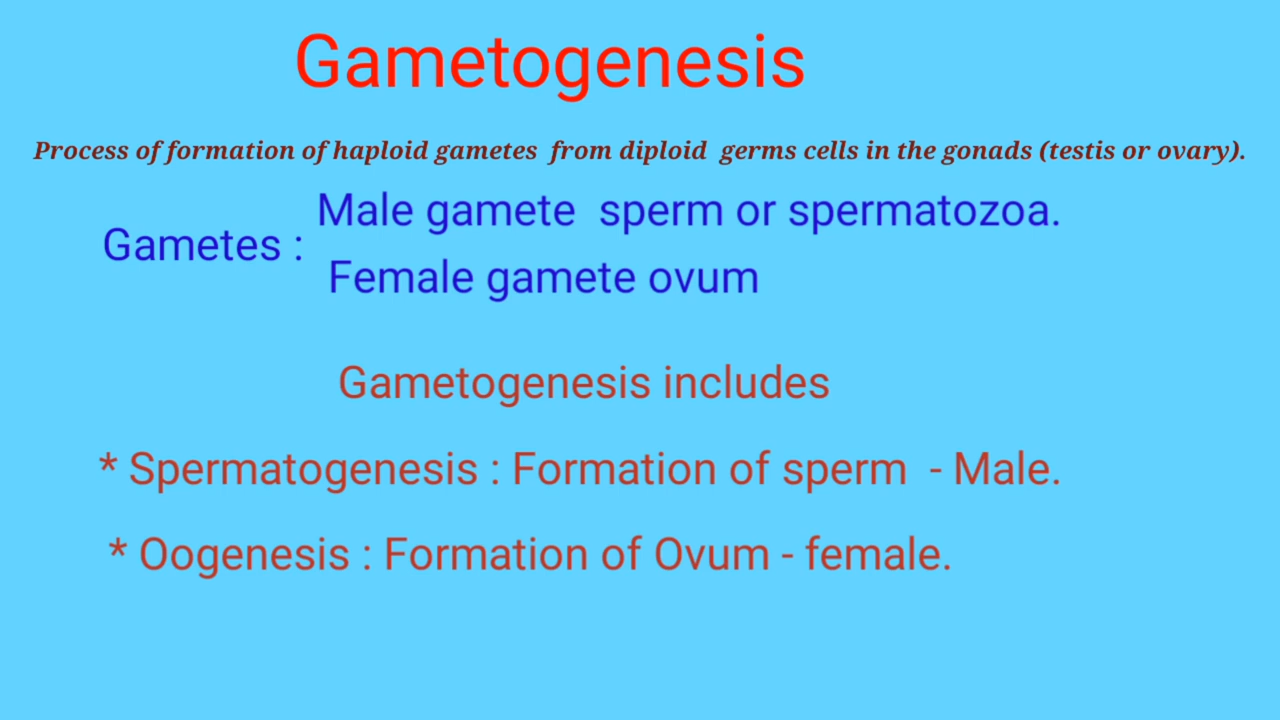 Gametogenesis
Process of formation of haploid gametes from diploid germs cells in the gonads (testis or ovary).
Male gamete sperm or spermatozoa.
Gametes :
Female gamete ovum
Gametogenesis includes
* Spermatogenesis : Formation of sperm - Male.
* Oogenesis : Formation of Ovum - female.